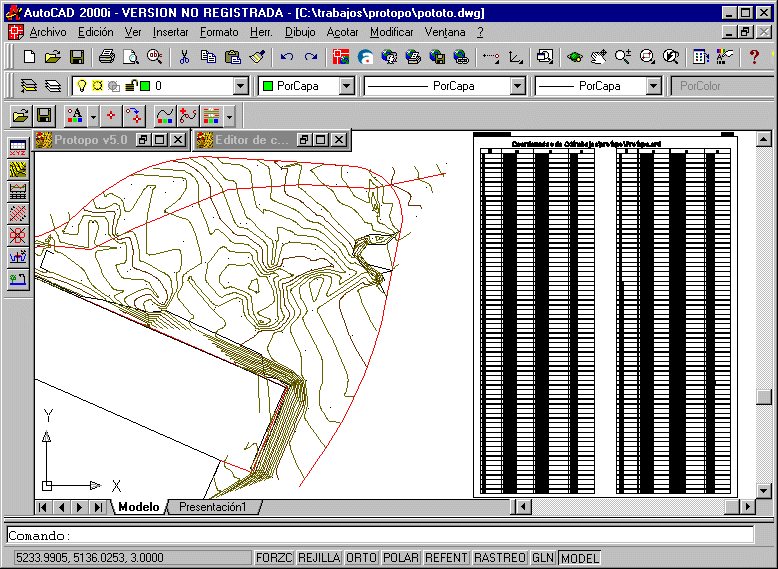 AutoCAD 2000i - VERSION NO REGISTRADA - [C:\trabajos\protopo\pototo.dwg]
Archivo Edición Ver Insertar Formato Herr. Dibujo Acotar Modificar Ventana ?
0 PorCapa PorCapa PorCapa PorColor
Protopo v5.0 Editor de c...
XYZ
Y
X
Modelo Presentación1
Comando:
5233.9905, 5136.0253, 3.0000 FORZC REJILLA ORTO POLAR REFENT RASTREO GLN MODEL